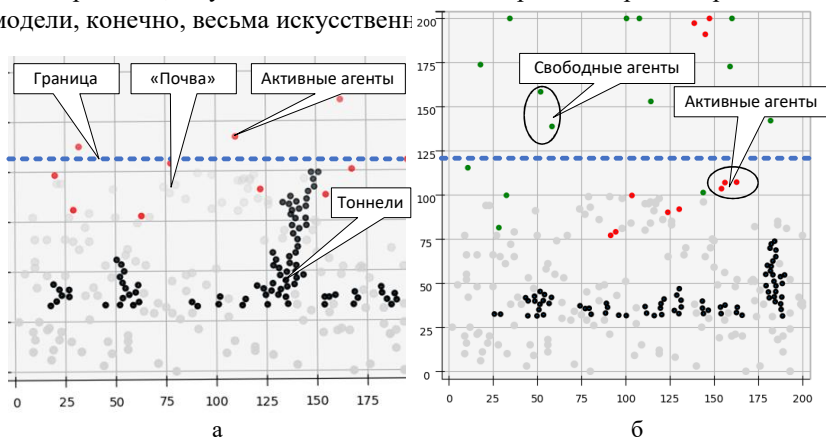 модели, конечно, весьма искусственн
Граница
«Почва»
Активные агенты
Тоннели
0 25 50 75 100 125 150 175
а
200
175
150
125
100
75
50
25
0
Свободные агенты
Активные агенты
0 25 50 75 100 125 150 175 200
б